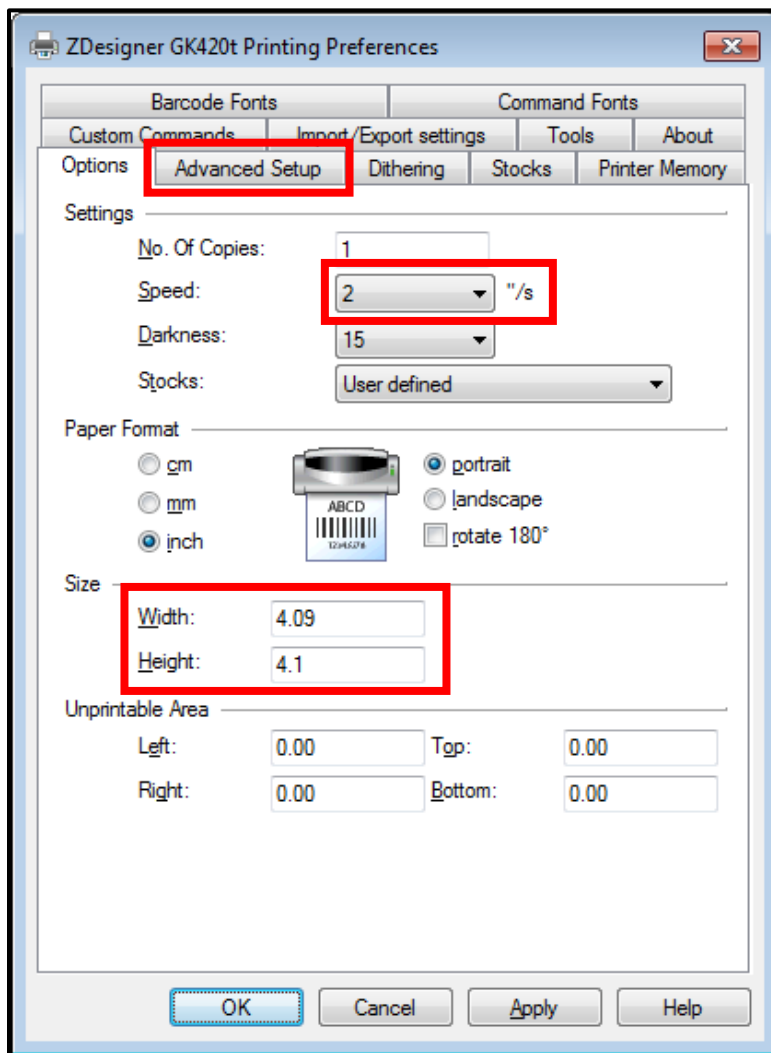 ZDesigner GK420t Printing Preferences
Barcode Fonts Command Fonts
Custom Commands Import/Export settings Tools About
Options Advanced Setup Dithering Stocks Printer Memory
Settings
No. Of Copies: 1
Speed: 2 "/s
Darkness: 15
Stocks: User defined
Paper Format
cm portrait
mm landscape
inch rotate 180°
ABCD
12345678
Size
Width: 4.09
Height: 4.1
Unprintable Area
Left: 0.00 Top: 0.00
Right: 0.00 Bottom: 0.00
OK Cancel Apply Help